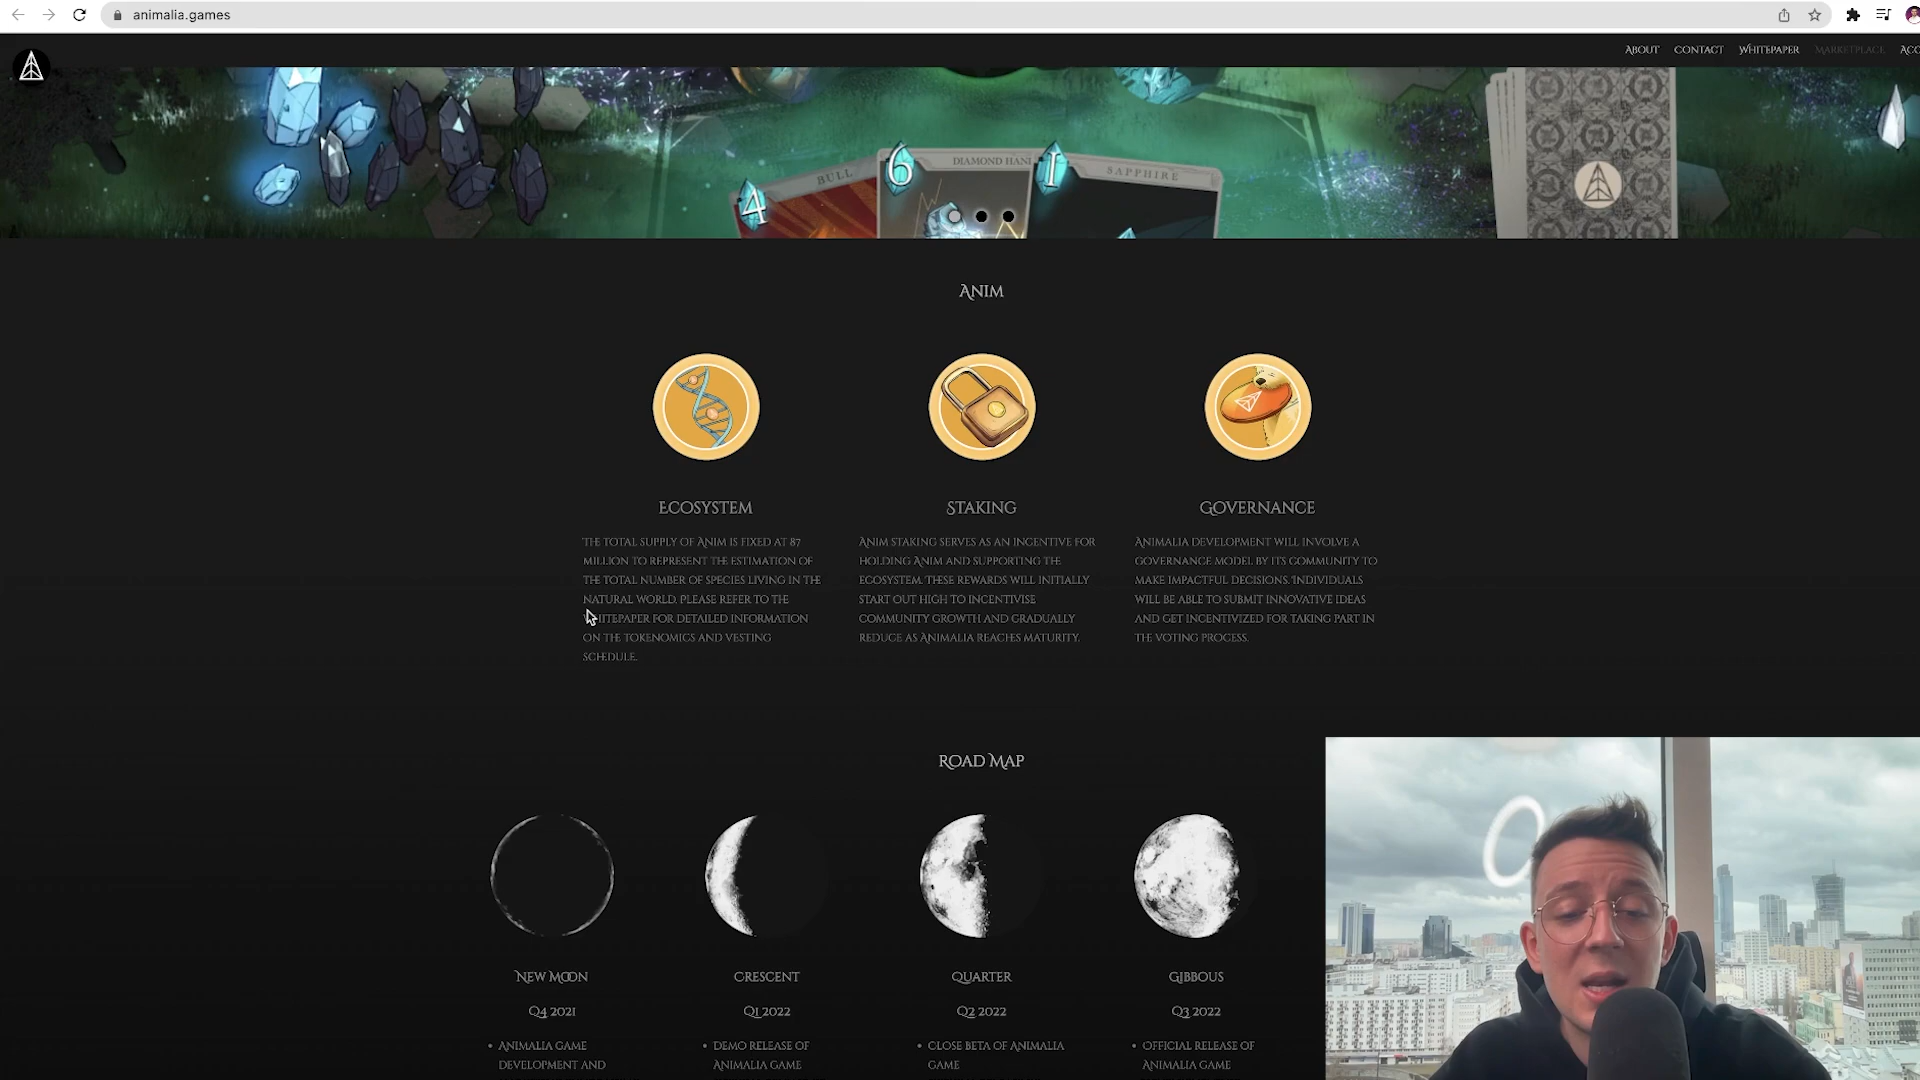 animalia.games
About Contact Whitepaper Marketplace
BULL
DIAMOND
SAPPHIRE
4
6
1
Anim
Ecosystem
The total supply of Anim is fixed at 87
million to represent the estimation of
the total number of species living in the
natural world. Please refer to the
whitepaper for detailed information
on the tokenomics and vesting
schedule.
Staking
Anim staking serves as an incentive for
holding Anim and supporting the
ecosystem. These rewards will initially
start out high to incentivise
community growth and gradually
reduce as Animalia reaches maturity.
Governance
Animalia development will involve a
governance model by its community to
make impactful decisions. Individuals
will be able to submit innovative ideas
and get incentivized for taking part in
the voting process.
Road Map
New Moon
Q4 2021
• Animalia game
development and
Crescent
Q1 2022
• Demo release of
Animalia game
Quarter
Q2 2022
• Close beta of Animalia
game
Gibbous
Q3 2022
• Official release of
Animalia game